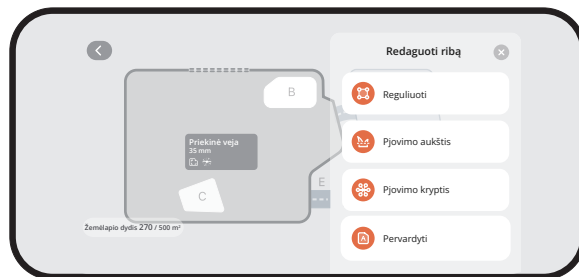 Redaguoti ribą
B
Reguliuoti
Priekinė veja
35 mm
Pjovimo aukštis
E
C
Pjovimo kryptis
Žemėlapio dydis 270 / 500 m²
A
Pervardyti